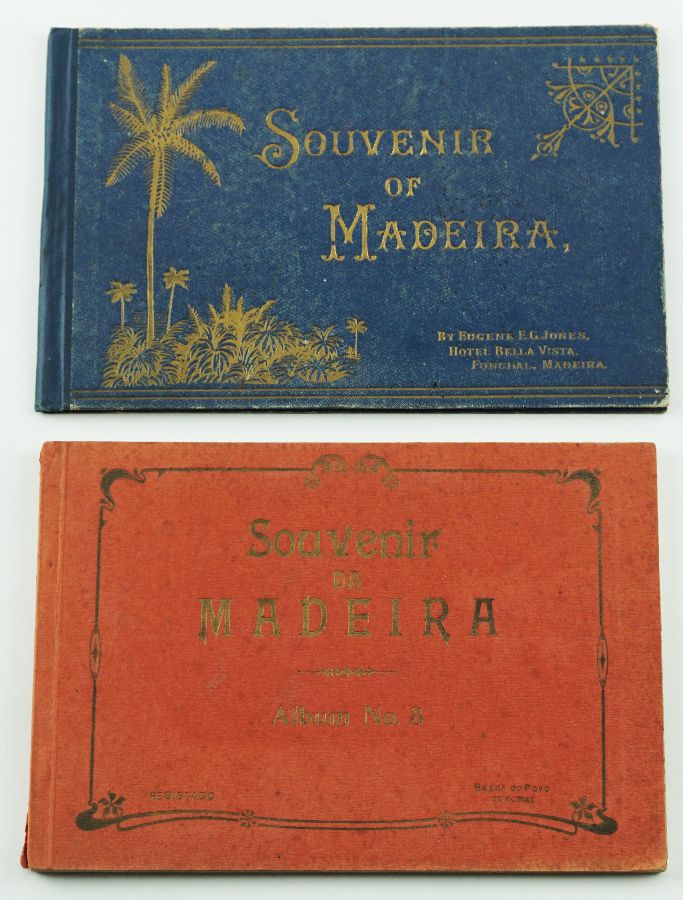 SOUVENIR
OF
MADEIRA,
BY EUGENE E.G. JONES,
HOTEL BELLA VISTA,
FUNCHAL, MADEIRA.
Souvenir
DA
MADEIRA
Album No. 3
REGISTADO
Bazar do Povo
FUNCHAL